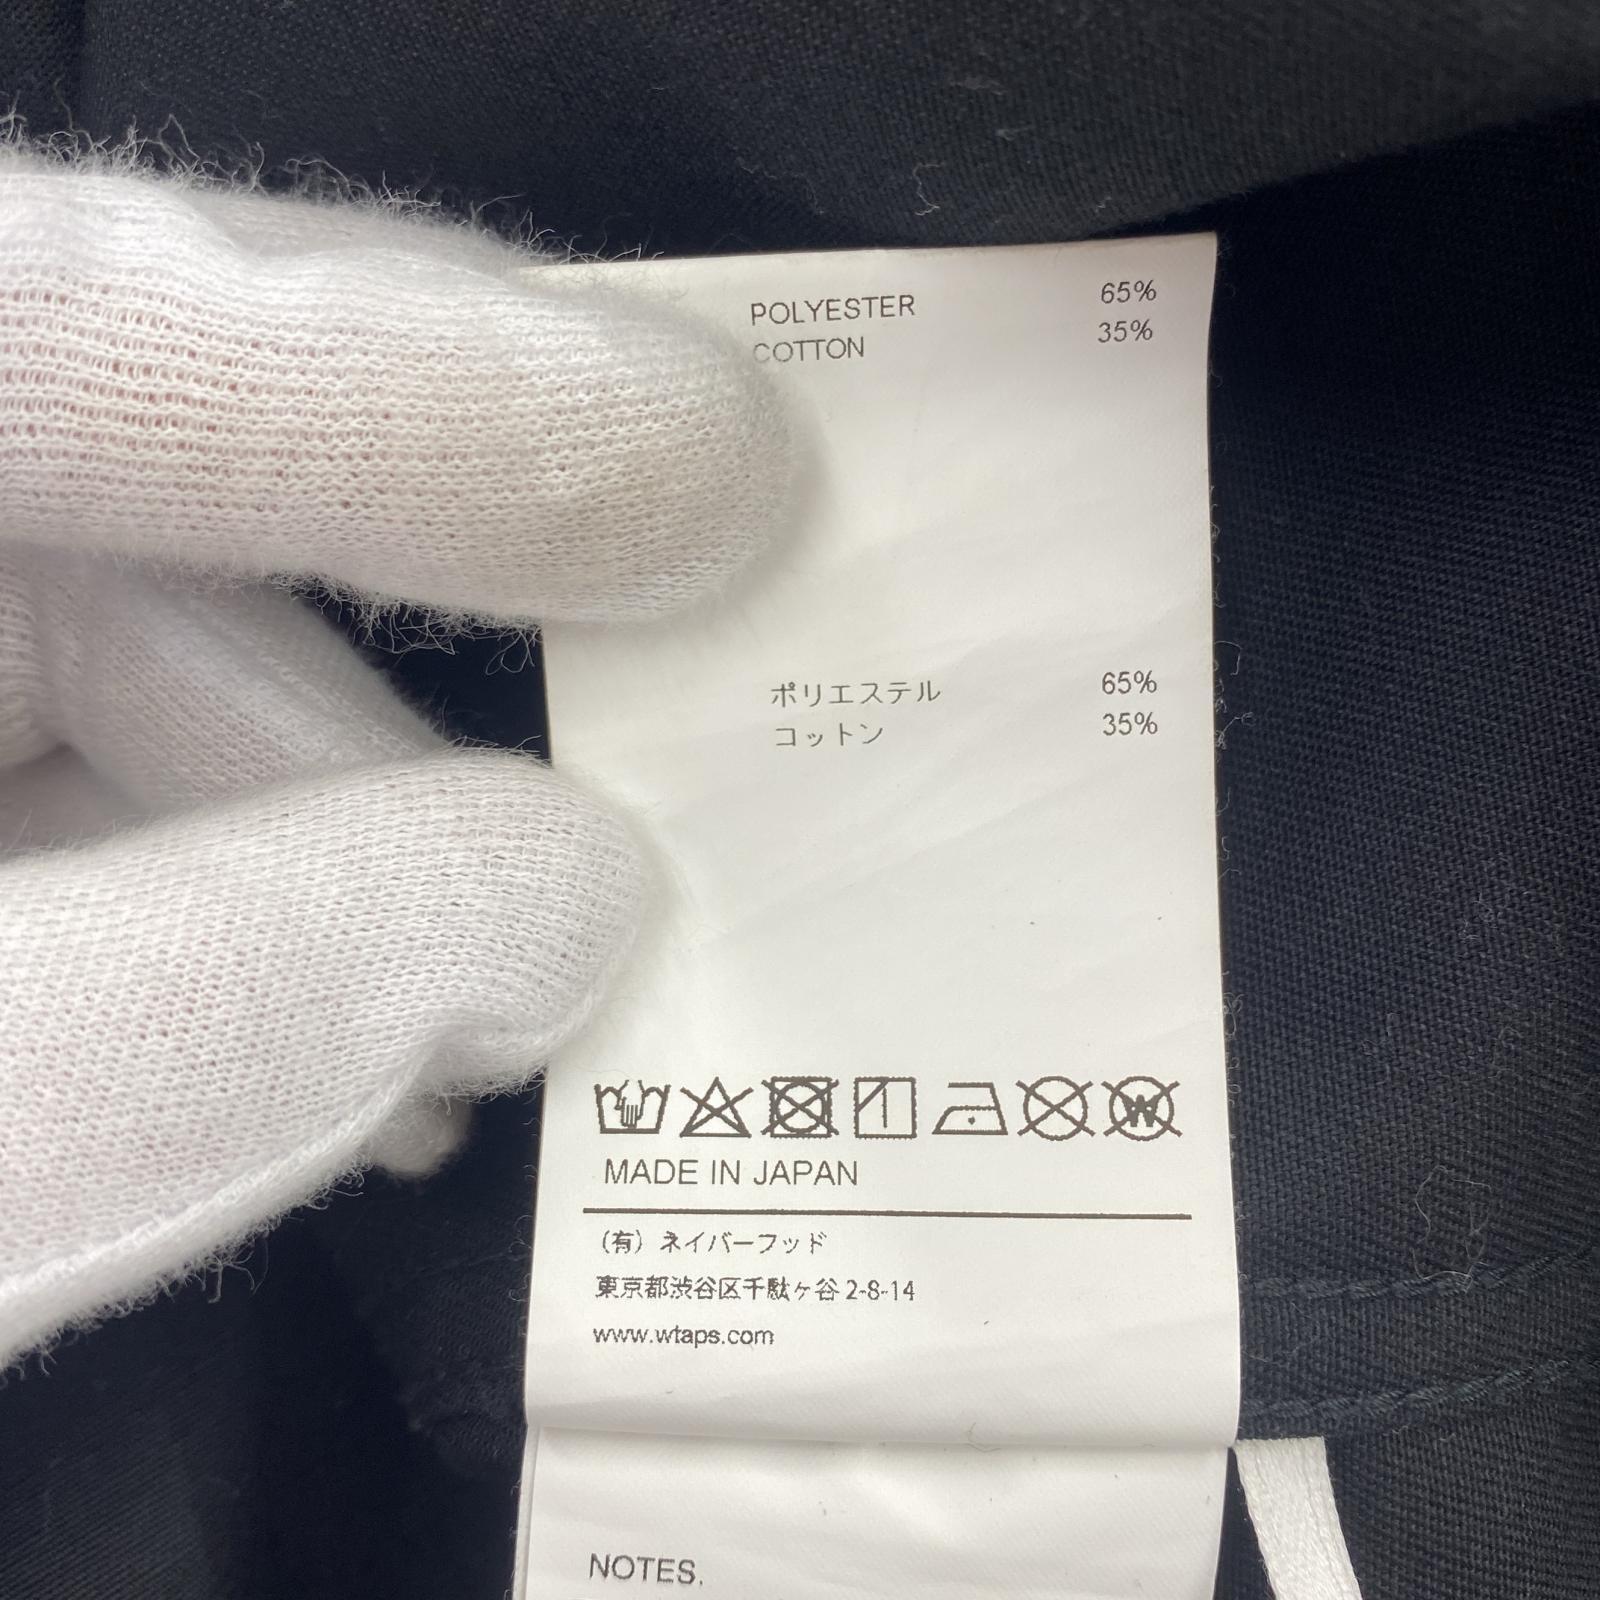 POLYESTER 65%
COTTON 35%
ポリエステル 65%
コットン 35%
W
MADE IN JAPAN
(有) ネイバーフッド
東京都渋谷区千駄ヶ谷 2-8-14
www.wtaps.com
NOTES.